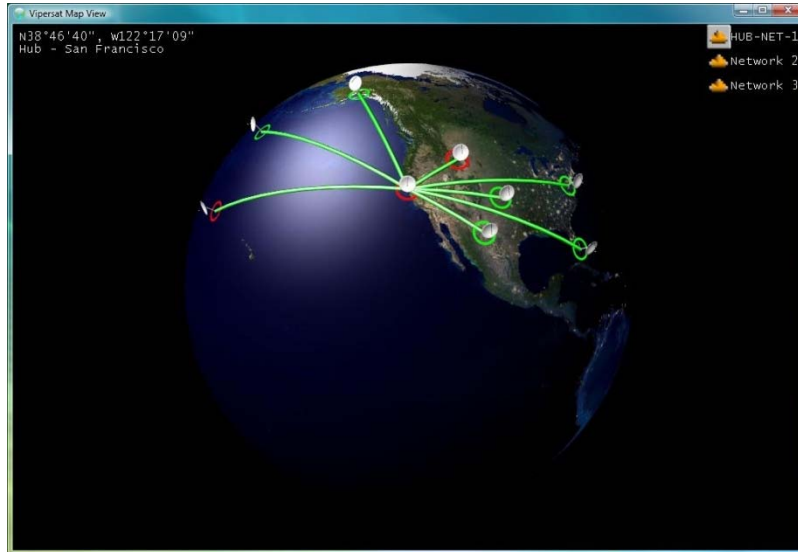 Vipersat Map View
N38°46'40", W122°17'09"
Hub - San Francisco
HUB-NET-1
Network 2
Network 3